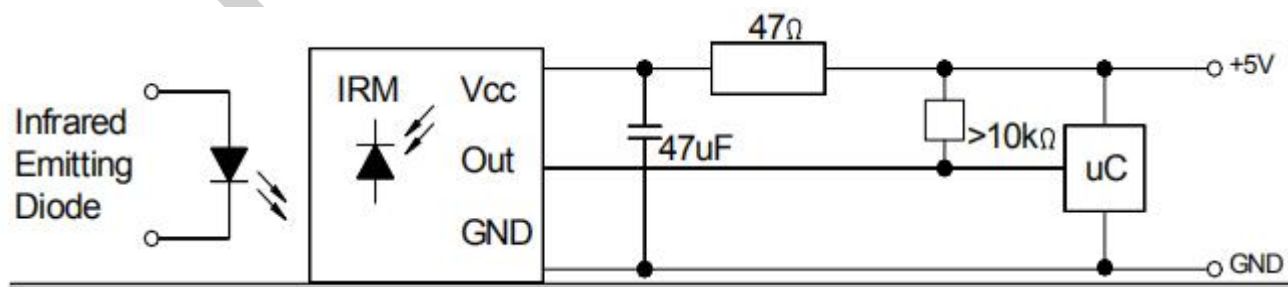 47Ω
+5V
IRM
Vcc
Infrared
Emitting
Diode
47uF
>10kΩ
Out
uC
GND
GND